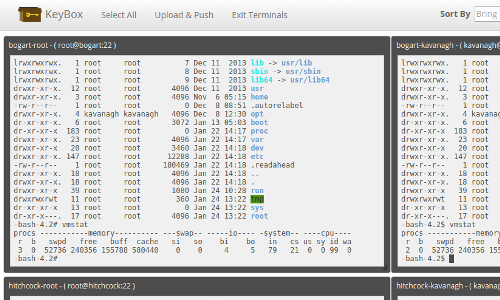 KeyBox Select All Upload & Push Exit Terminals Sort By Bring
bogart-root - ( root@bogart:22 )
lrwxrwxrwx. 1 root root 7 Dec 11 2013 lib -> usr/lib
lrwxrwxrwx. 1 root root 8 Dec 11 2013 sbin -> usr/sbin
lrwxrwxrwx. 1 root root 9 Dec 11 2013 lib64 -> usr/lib64
drwxr-xr-x. 12 root root 4096 Dec 11 2013 usr
drwxr-xr-x. 3 root root 4096 Nov 6 05:15 home
-rw-r--r-- 1 root root 0 Dec 8 08:51 .autorelabel
drwxr-xr-x. 4 kavanagh kavanagh 4096 Dec 8 12:30 opt
dr-xr-xr-x. 6 root root 3072 Jan 13 05:03 boot
dr-xr-xr-x 183 root root 0 Jan 22 14:17 proc
drwxr-xr-x. 23 root root 4096 Jan 22 14:17 var
drwxr-xr-x 20 root root 3460 Jan 22 14:18 dev
drwxr-xr-x. 147 root root 12288 Jan 22 14:18 etc
-rw-r--r-- 1 root root 180469 Jan 22 14:18 .readahead
drwxr-xr-x. 18 root root 4096 Jan 22 14:18 ..
drwxr-xr-x. 18 root root 4096 Jan 22 14:18 .
drwxr-xr-x 39 root root 1080 Jan 24 10:28 run
drwxrwxrwt 11 root root 360 Jan 24 13:22 tmp
dr-xr-xr-x 13 root root 0 Jan 24 13:22 sys
dr-xr-x---. 17 root root 4096 Jan 24 13:22 root
-bash-4.2# vmstat
procs -----------memory---------- ---swap-- -----io---- -system-- ----cpu----
r b swpd free buff cache si so bi bo in cs us sy id wa
2 0 52736 240356 155788 580440 0 0 4 5 79 21 0 0 99 0
-bash-4.2#
bogart-kavanagh - ( kavanagh
lrwxrwxrwx. 1 root
lrwxrwxrwx. 1 root
lrwxrwxrwx. 1 root
drwxr-xr-x. 12 root
drwxr-xr-x. 3 root
-rw-r--r-- 1 root
drwxr-xr-x. 4 kavanagh
dr-xr-xr-x. 6 root
dr-xr-xr-x 183 root
drwxr-xr-x. 23 root
drwxr-xr-x 20 root
drwxr-xr-x. 147 root
-rw-r--r-- 1 root
drwxr-xr-x. 18 root
drwxr-xr-x. 18 root
drwxr-xr-x 39 root
drwxrwxrwt 11 root
dr-xr-xr-x 13 root
dr-xr-x---. 17 root
-bash-4.2$ vmstat
procs -----------memory
r b swpd free
2 0 52736 240356 155
-bash-4.2$
hitchcock-root - ( root@hitchcock:22 )
hitchcock-kavanagh - ( kavana